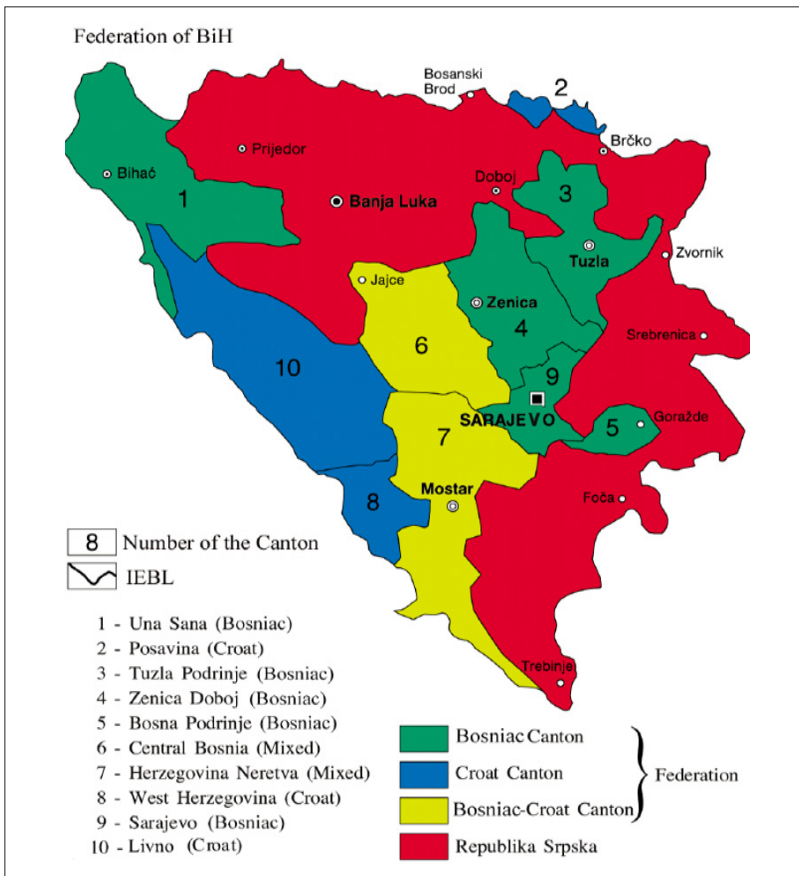 Federation of BiH
Bosanski
Brod
2
Brčko
Prijedor
Doboj
3
Bihać
1
Banja Luka
Tuzla
Zvornik
Jajce
Zenica
4
Srebrenica
6
9
10
SARAJEVO
Goražde
5
7
Mostar
8
Foča
Trebinje
8 Number of the Canton
IEBL
1 - Una Sana (Bosniac)
2 - Posavina (Croat)
3 - Tuzla Podrinje (Bosniac)
4 - Zenica Doboj (Bosniac)
5 - Bosna Podrinje (Bosniac)
6 - Central Bosnia (Mixed)
7 - Herzegovina Neretva (Mixed)
8 - West Herzegovina (Croat)
9 - Sarajevo (Bosniac)
10 - Livno (Croat)
Bosniac Canton
Croat Canton
Bosniac-Croat Canton
Federation
Republika Srpska